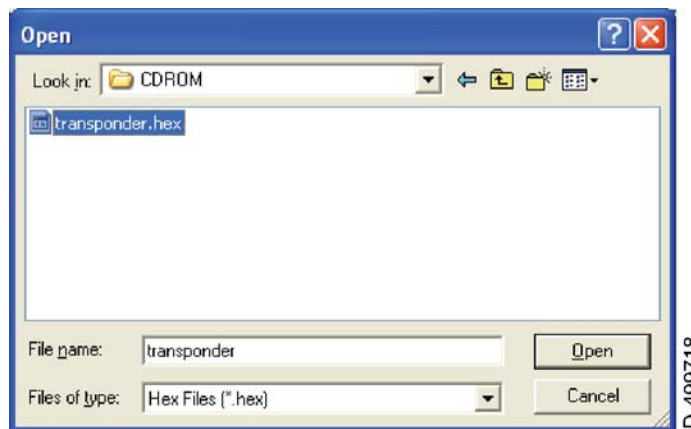 Open
Look in: CDROM
transponder.hex
File name: transponder Open
Files of type: Hex Files (*.hex) Cancel